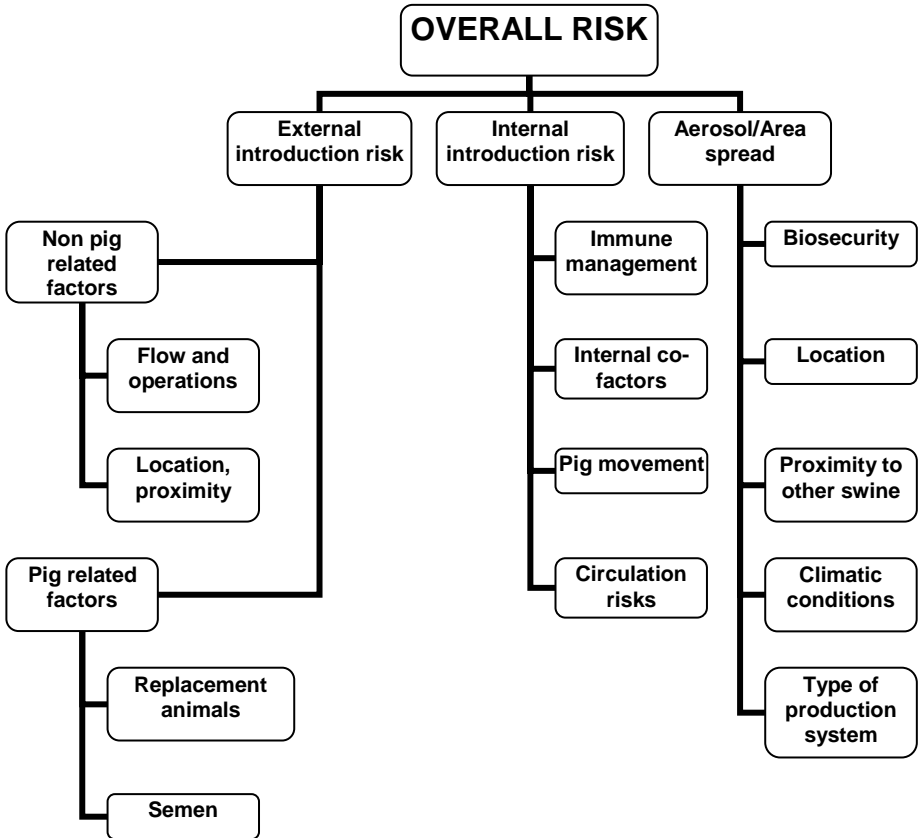 OVERALL RISK
External
introduction risk
Internal
introduction risk
Aerosol/Area
spread
Non pig
related
factors
Flow and
operations
Location,
proximity
Pig related
factors
Replacement
animals
Semen
Immune
management
Internal co-
factors
Pig movement
Circulation
risks
Biosecurity
Location
Proximity to
other swine
Climatic
conditions
Type of
production
system